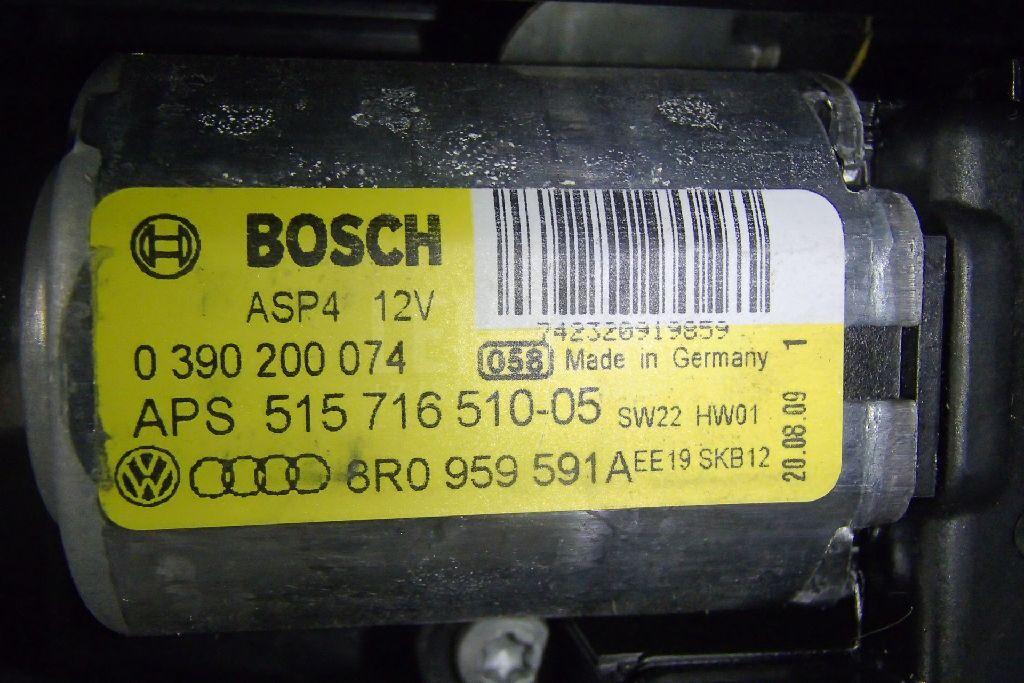 BOSCH
ASP4 12V
742320919859
0 390 200 074 058 Made in Germany
APS 515 716 510-05 SW22 HW01
8R0 959 591A EE19 SKB12
20.08.09 1